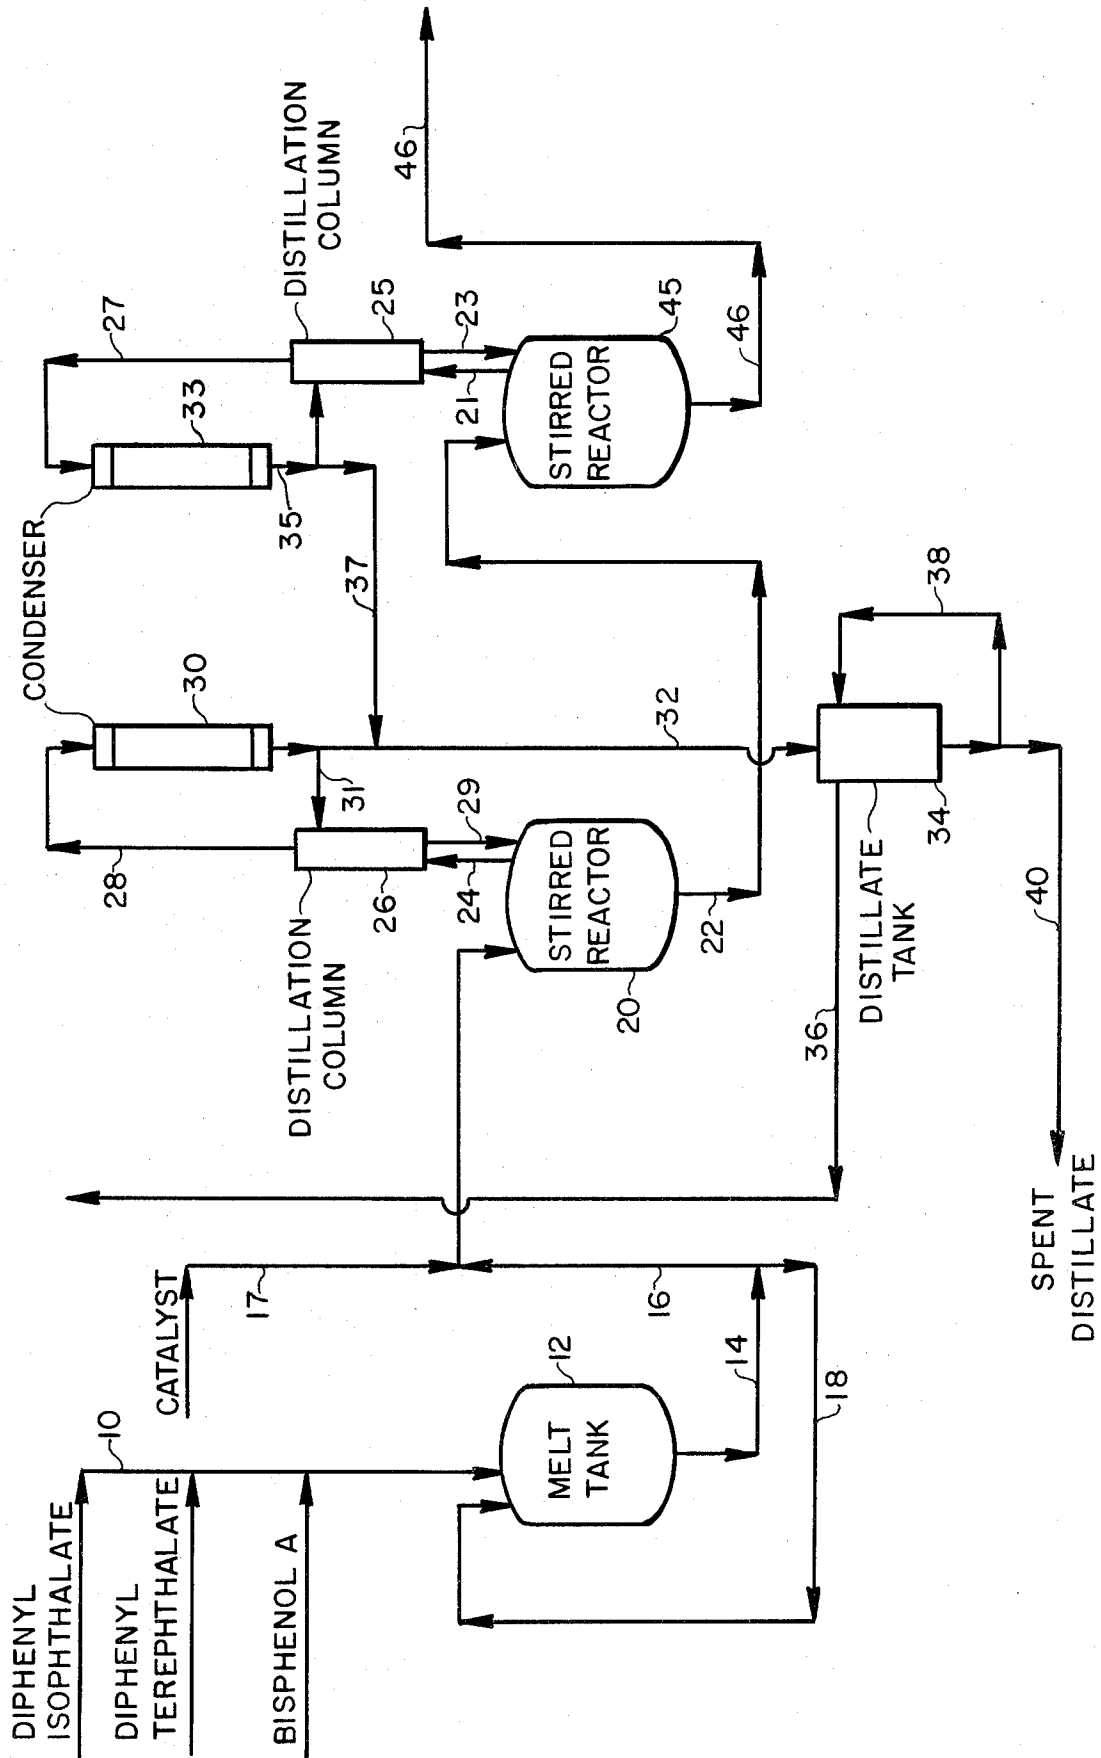 DIPHENYL
ISOPHTHALATE
10
DIPHENYL
TEREPHTHALATE
BISPHENOL A
CATALYST
17
MELT
TANK
12
14
16
18
CONDENSER
28
30
27
33
DISTILLATION
COLUMN
26
31
24
29
32
35
37
DISTILLATION
COLUMN
25
21
23
STIRRED
REACTOR
20
22
STIRRED
REACTOR
45
46
46
36
DISTILLATE
TANK
34
38
40
SPENT
DISTILLATE